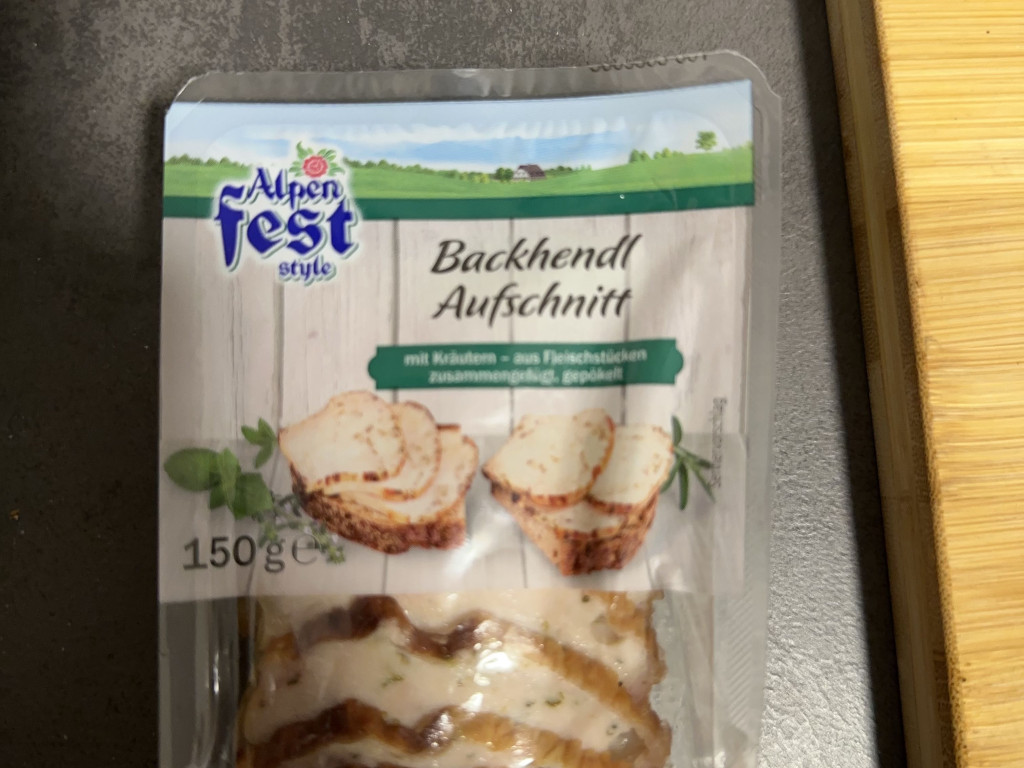 Alpen
fest
style
Backhendl
Aufschnitt
mit Kräutern – aus Fleischstücken
zusammengefügt, gepökelt
150 g e